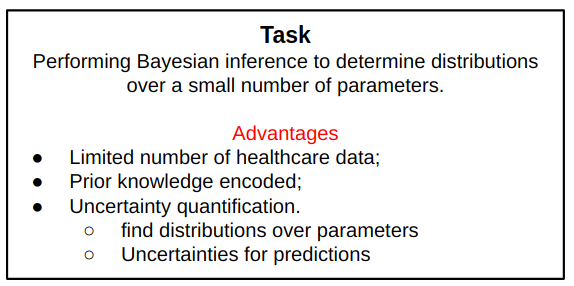 Task
Performing Bayesian inference to determine distributions
over a small number of parameters.
Advantages
● Limited number of healthcare data;
● Prior knowledge encoded;
● Uncertainty quantification.
○ find distributions over parameters
○ Uncertainties for predictions